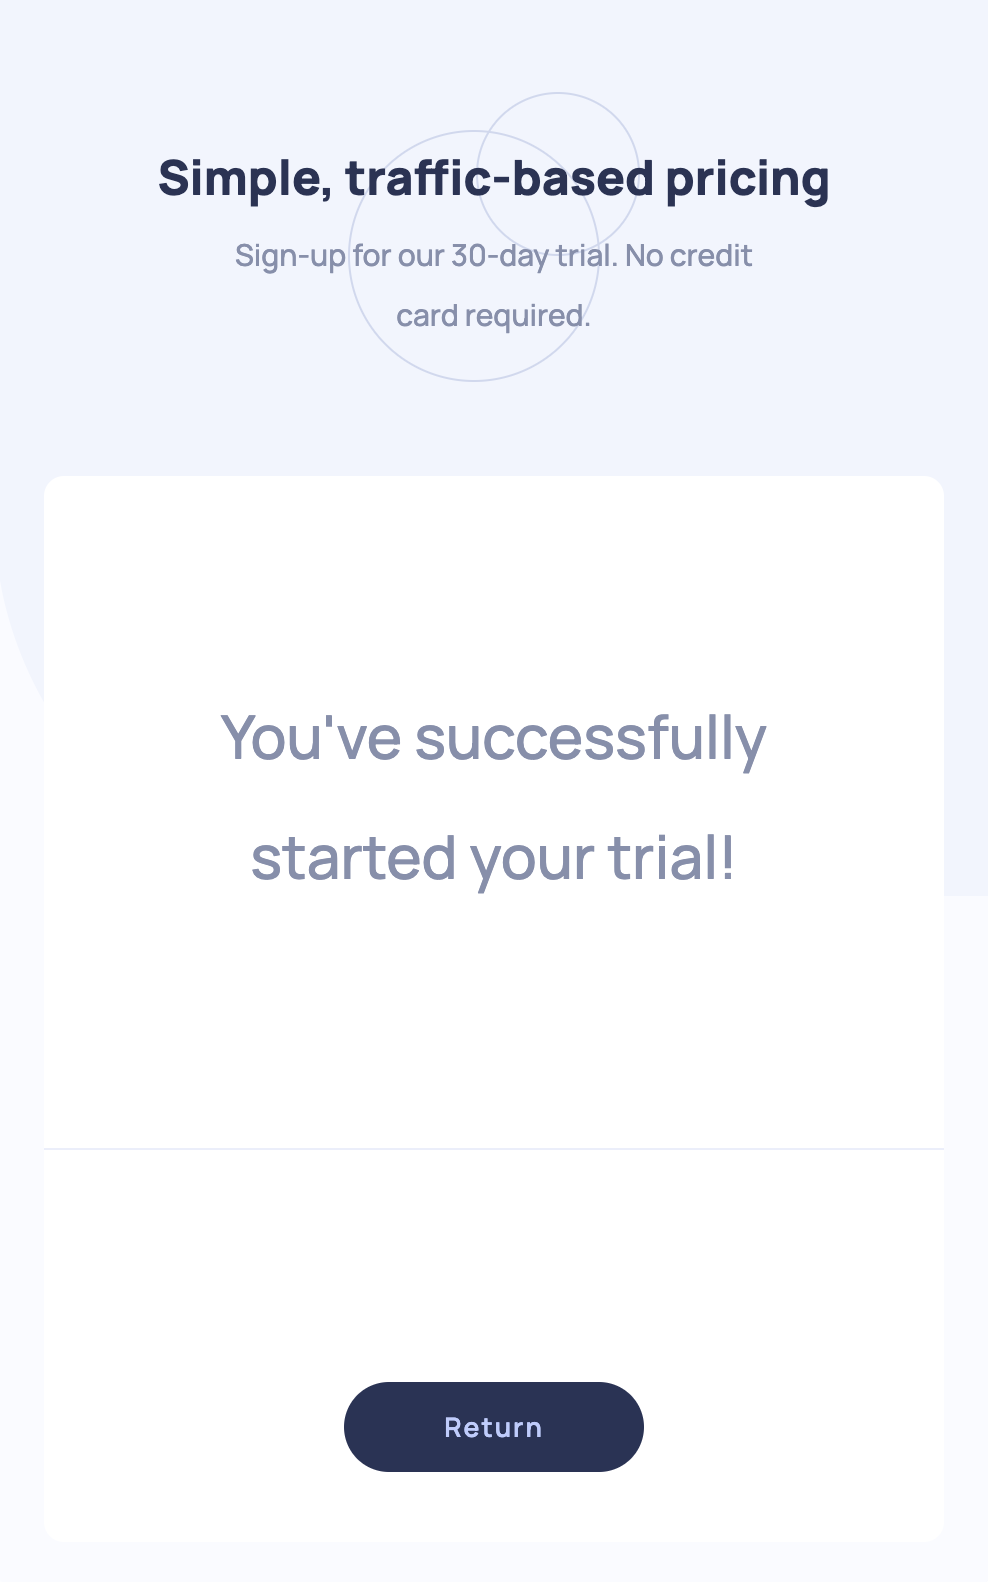 Simple, traffic-based pricing
Sign-up for our 30-day trial. No credit
card required.
You've successfully
started your trial!
Return